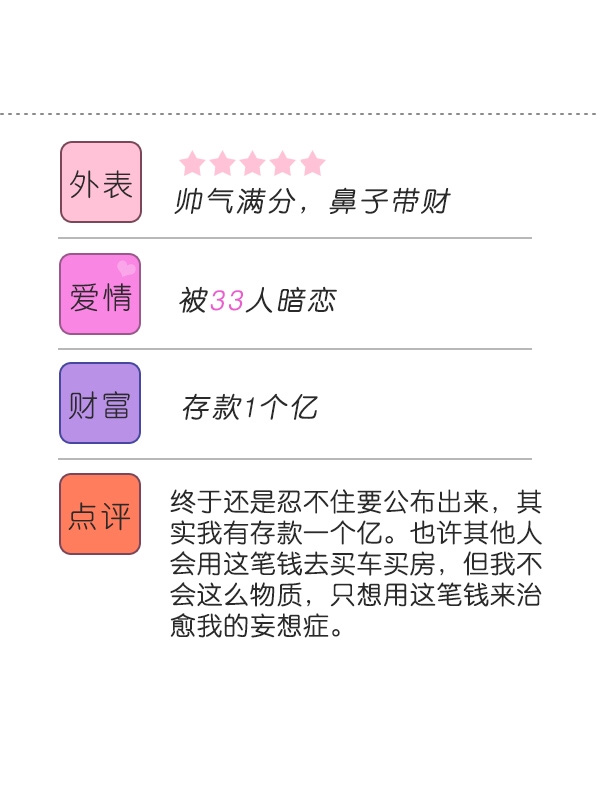 外表
帅气满分，鼻子带财
爱情
被33人暗恋
财富
存款1个亿
点评
终于还是忍不住要公布出来，其
实我有存款一个亿。也许其他人
会用这笔钱去买车买房，但我不
会这么物质，只想用这笔钱来治
愈我的妄想症。